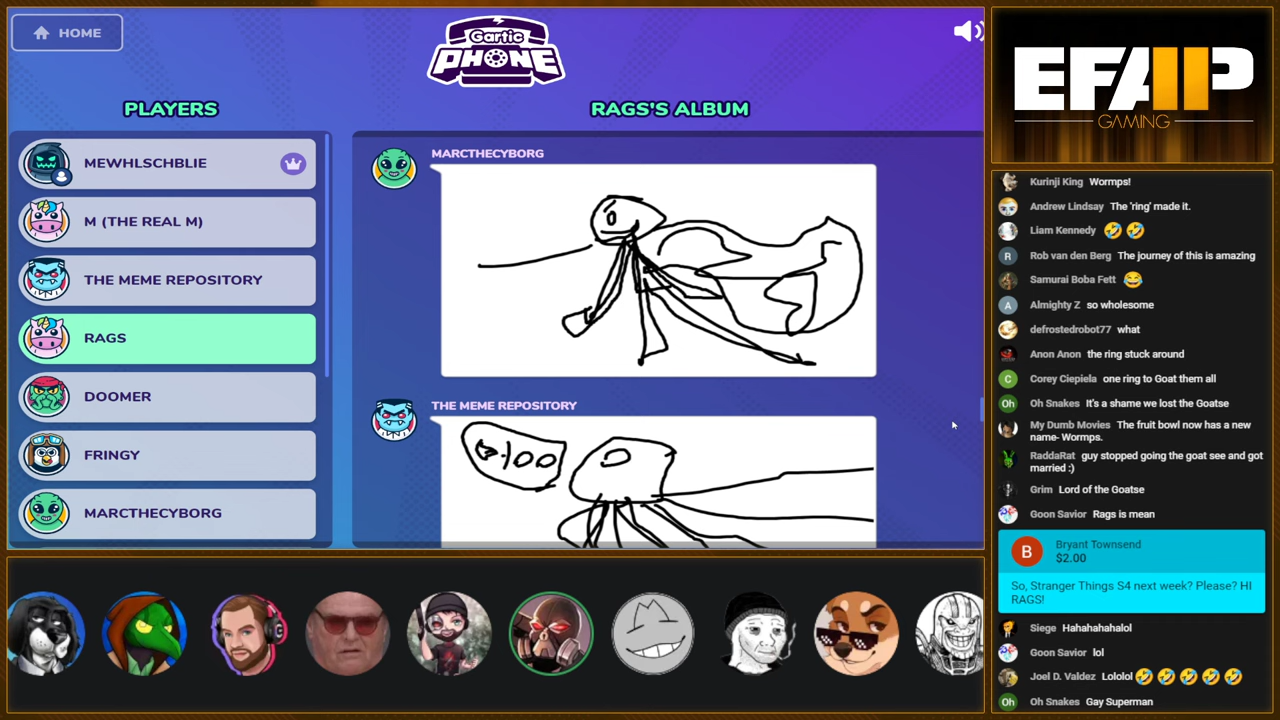 HOME
Gartic
PHONE
PLAYERS
MEWHLSCHBLIE
M (THE REAL M)
THE MEME REPOSITORY
RAGS
DOOMER
FRINGY
MARCTHECYBORG
RAGS'S ALBUM
MARCTHECYBORG
THE MEME REPOSITORY
EFAP
GAMING
Kurinji King Wormps!
Andrew Lindsay The 'ring' made it.
Liam Kennedy 🤣🤣
R Rob van den Berg The journey of this is amazing
Samurai Boba Fett 😂
A Almighty Z so wholesome
defrostedrobot77 what
Anon Anon the ring stuck around
C Corey Ciepiela one ring to Goat them all
Oh Oh Snakes It's a shame we lost the Goatse
My Dumb Movies The fruit bowl now has a new
name- Wormps.
RaddaRat guy stopped going the goat see and got
married :)
Grim Lord of the Goatse
Goon Savior Rags is mean
B Bryant Townsend
$2.00
So, Stranger Things S4 next week? Please? HI
RAGS!
Siege Hahahahahalol
Goon Savior lol
Joel D. Valdez Lololol 🤣🤣🤣🤣🤣
Oh Oh Snakes Gay Superman